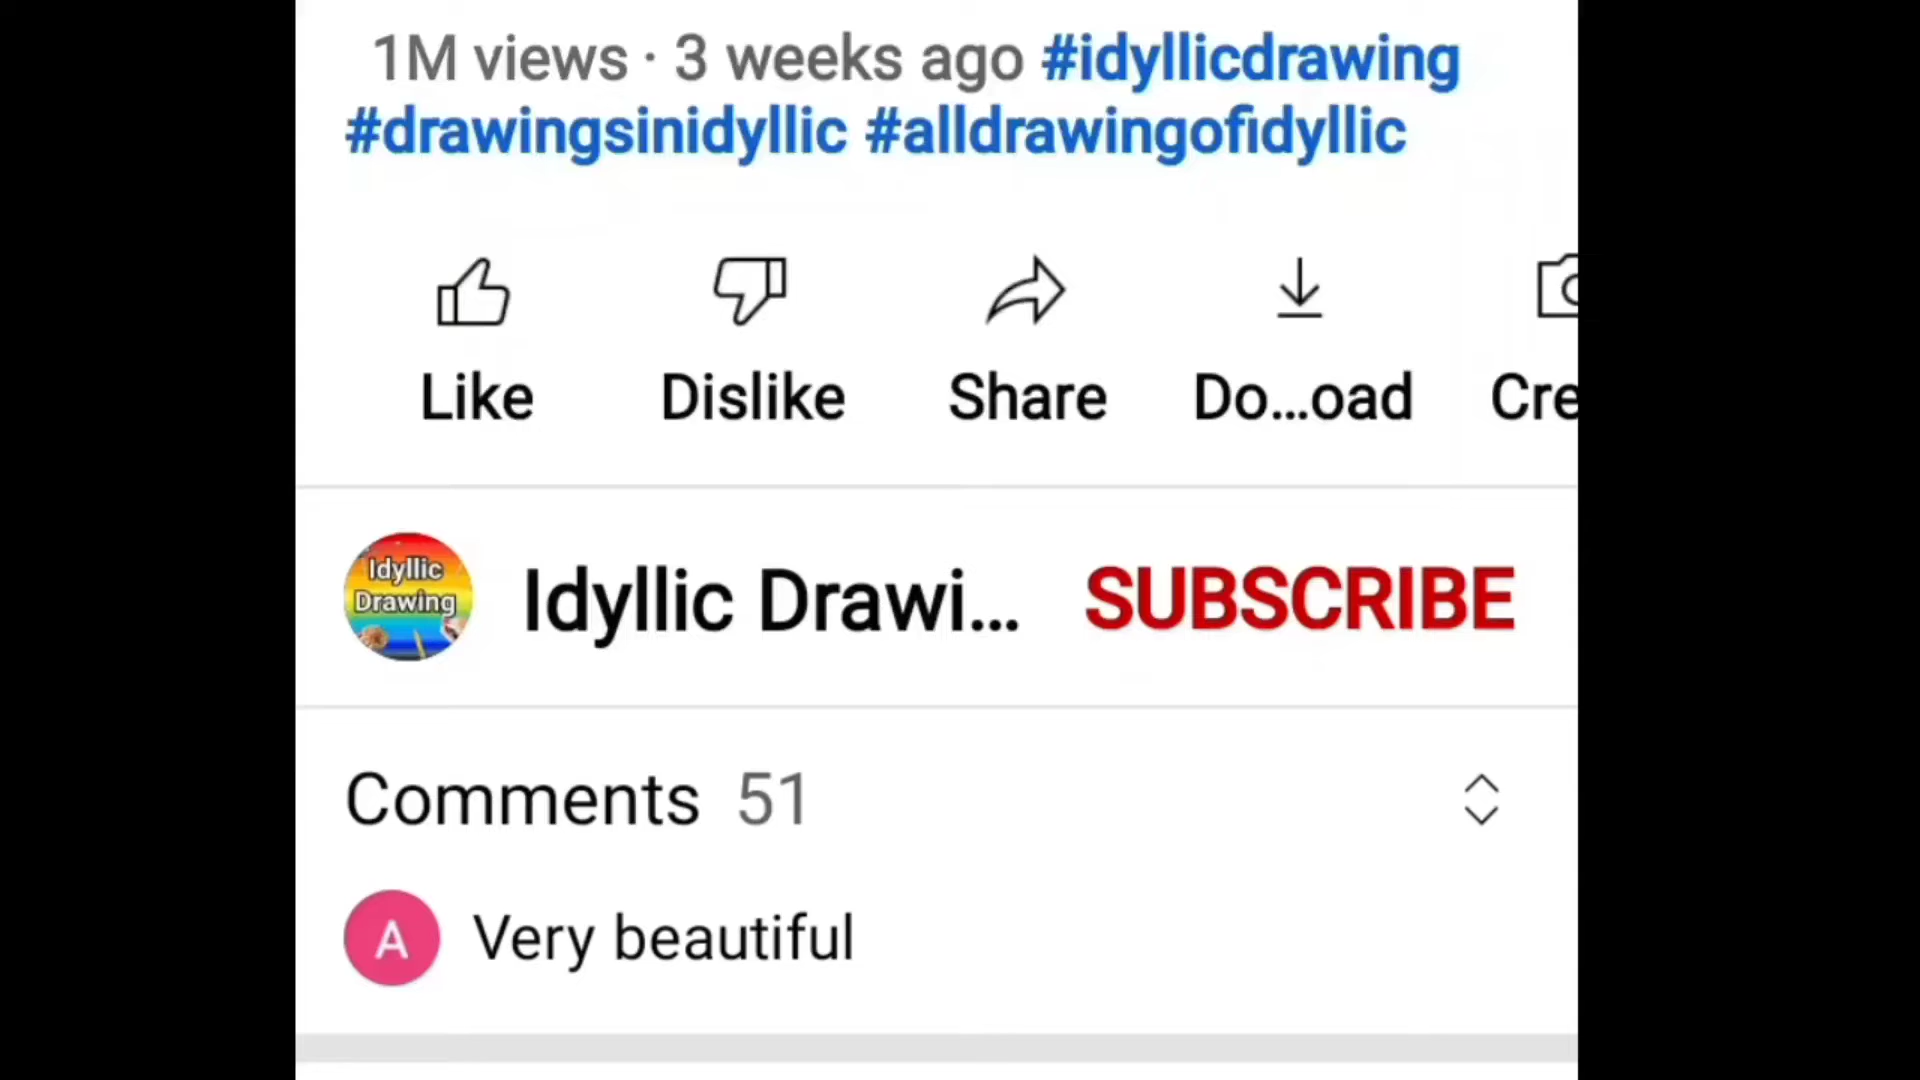 1M views · 3 weeks ago #idyllicdrawing
#drawingsinidyllic #alldrawingofidyllic
Like Dislike Share Do...oad Cre
Idyllic
Drawing
Idyllic Drawi... SUBSCRIBE
Comments 51
A Very beautiful